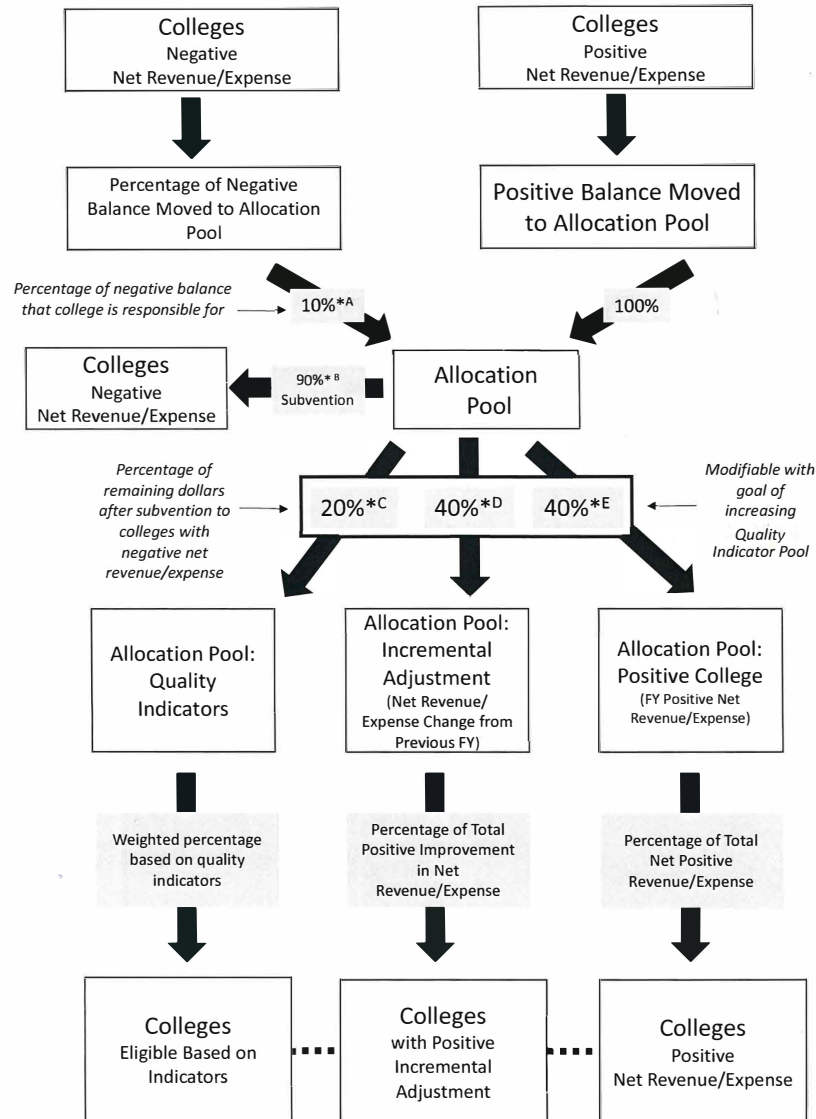 Colleges
Negative
Net Revenue/Expense
Colleges
Positive
Net Revenue/Expense
Percentage of Negative
Balance Moved to Allocation
Pool
Positive Balance Moved
to Allocation Pool
Percentage of negative balance
that college is responsible for
10%*A
100%
Colleges
Negative
Net Revenue/Expense
90%* B
Subvention
Allocation
Pool
Percentage of
remaining dollars
after subvention to
colleges with
negative net
revenue/expense
20%*C
40%*D
40%*E
Modifiable with
goal of
increasing
Quality
Indicator Pool
Allocation Pool:
Quality
Indicators
Allocation Pool:
Incremental
Adjustment
(Net Revenue/
Expense Change from
Previous FY)
Allocation Pool:
Positive College
(FY Positive Net
Revenue/Expense)
Weighted percentage
based on quality
indicators
Percentage of Total
Positive Improvement
in Net
Revenue/Expense
Percentage of Total
Net Positive
Revenue/Expense
Colleges
Eligible Based on
Indicators
Colleges
with Positive
Incremental
Adjustment
Colleges
Positive
Net Revenue/Expense